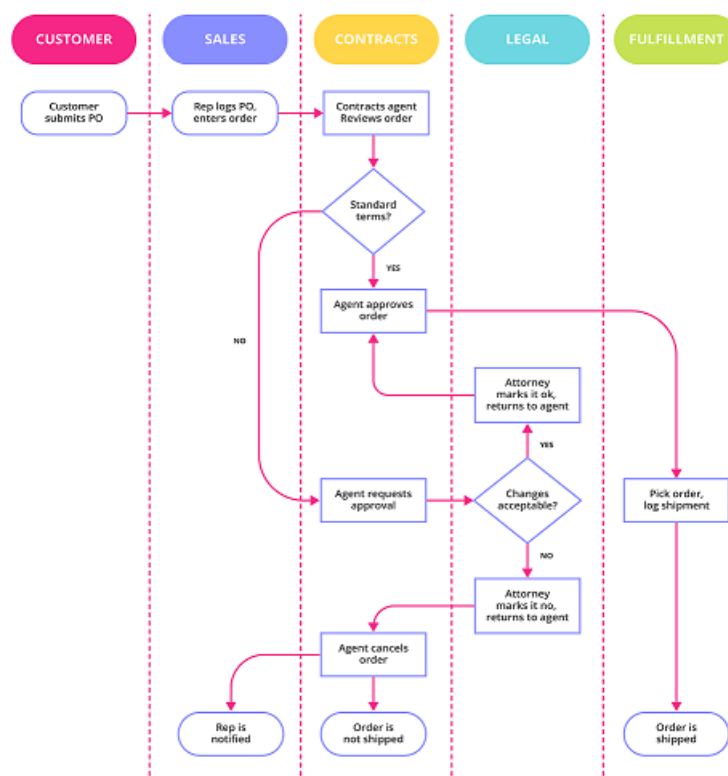 CUSTOMER
SALES
CONTRACTS
LEGAL
FULFILLMENT
Customer
submits PO
Rep logs PO,
enters order
Contracts agent
Reviews order
Standard
terms?
YES
Agent approves
order
NO
Attorney
marks it ok,
returns to agent
YES
Agent requests
approval
Changes
acceptable?
Pick order,
log shipment
NO
Attorney
marks it no,
returns to agent
Agent cancels
order
Rep is
notified
Order is
not shipped
Order is
shipped